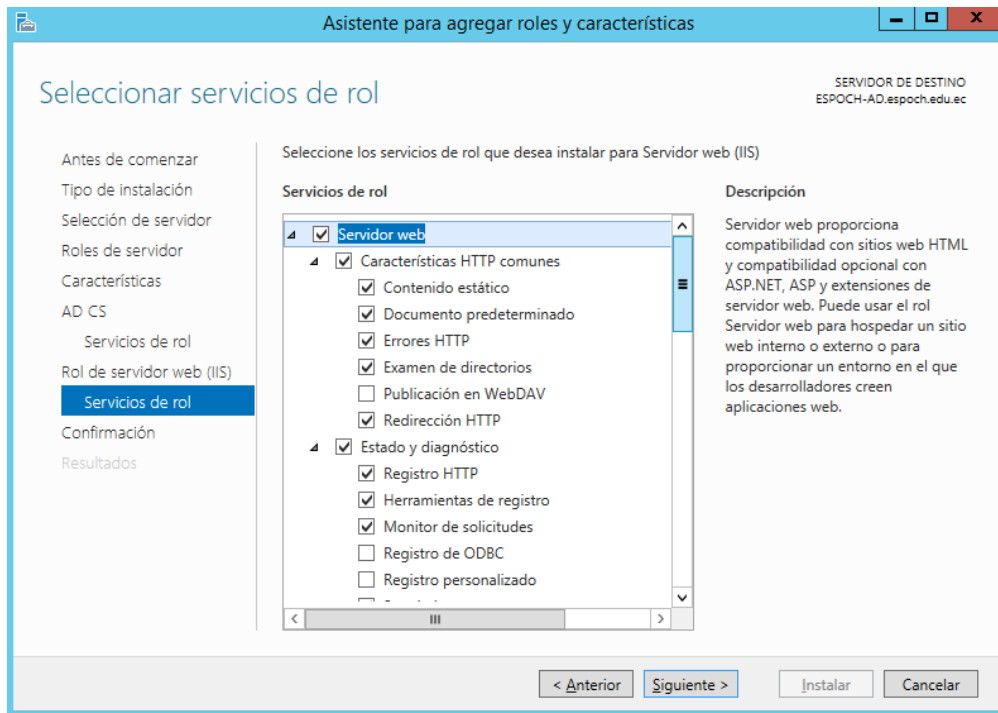 Asistente para agregar roles y características
Seleccionar servicios de rol
SERVIDOR DE DESTINO
ESPOCH-AD.espoch.edu.ec
Antes de comenzar
Tipo de instalación
Selección de servidor
Roles de servidor
Características
AD CS
Servicios de rol
Rol de servidor web (IIS)
Servicios de rol
Confirmación
Resultados
Seleccione los servicios de rol que desea instalar para Servidor web (IIS)
Servicios de rol
Servidor web
Características HTTP comunes
Contenido estático
Documento predeterminado
Errores HTTP
Examen de directorios
Publicación en WebDAV
Redirección HTTP
Estado y diagnóstico
Registro HTTP
Herramientas de registro
Monitor de solicitudes
Registro de ODBC
Registro personalizado
Descripción
Servidor web proporciona
compatibilidad con sitios web HTML
y compatibilidad opcional con
ASP.NET, ASP y extensiones de
servidor web. Puede usar el rol
Servidor web para hospedar un sitio
web interno o externo o para
proporcionar un entorno en el que
los desarrolladores creen
aplicaciones web.
< Anterior
Siguiente >
Instalar
Cancelar